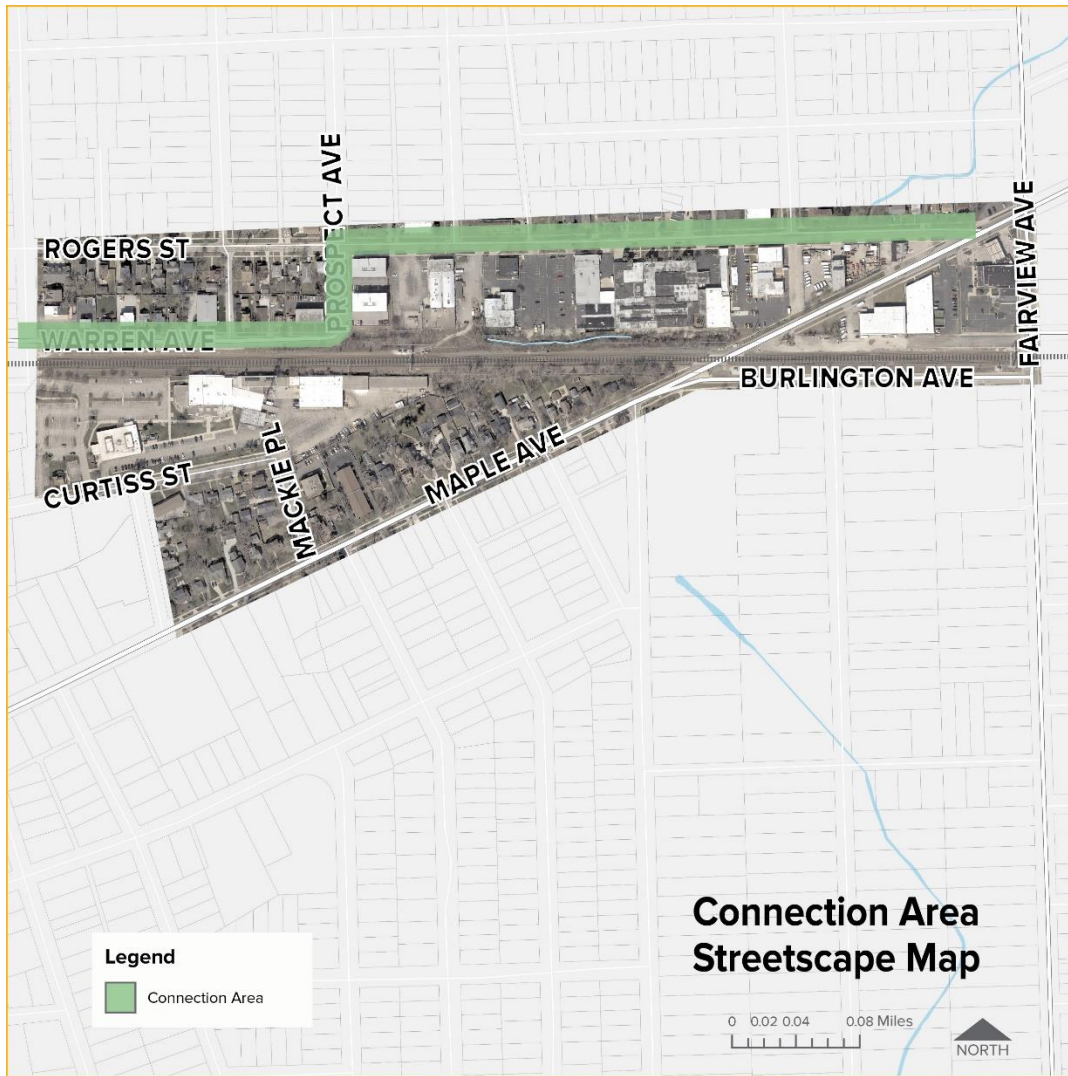 PROSPECT AVE
FAIRVIEW AVE
ROGERS ST
WARREN AVE
BURLINGTON AVE
MAPLE AVE
CURTISS ST
MACKIE PL
Connection Area
Streetscape Map
Legend
Connection Area
0 0.02 0.04 0.08 Miles
NORTH